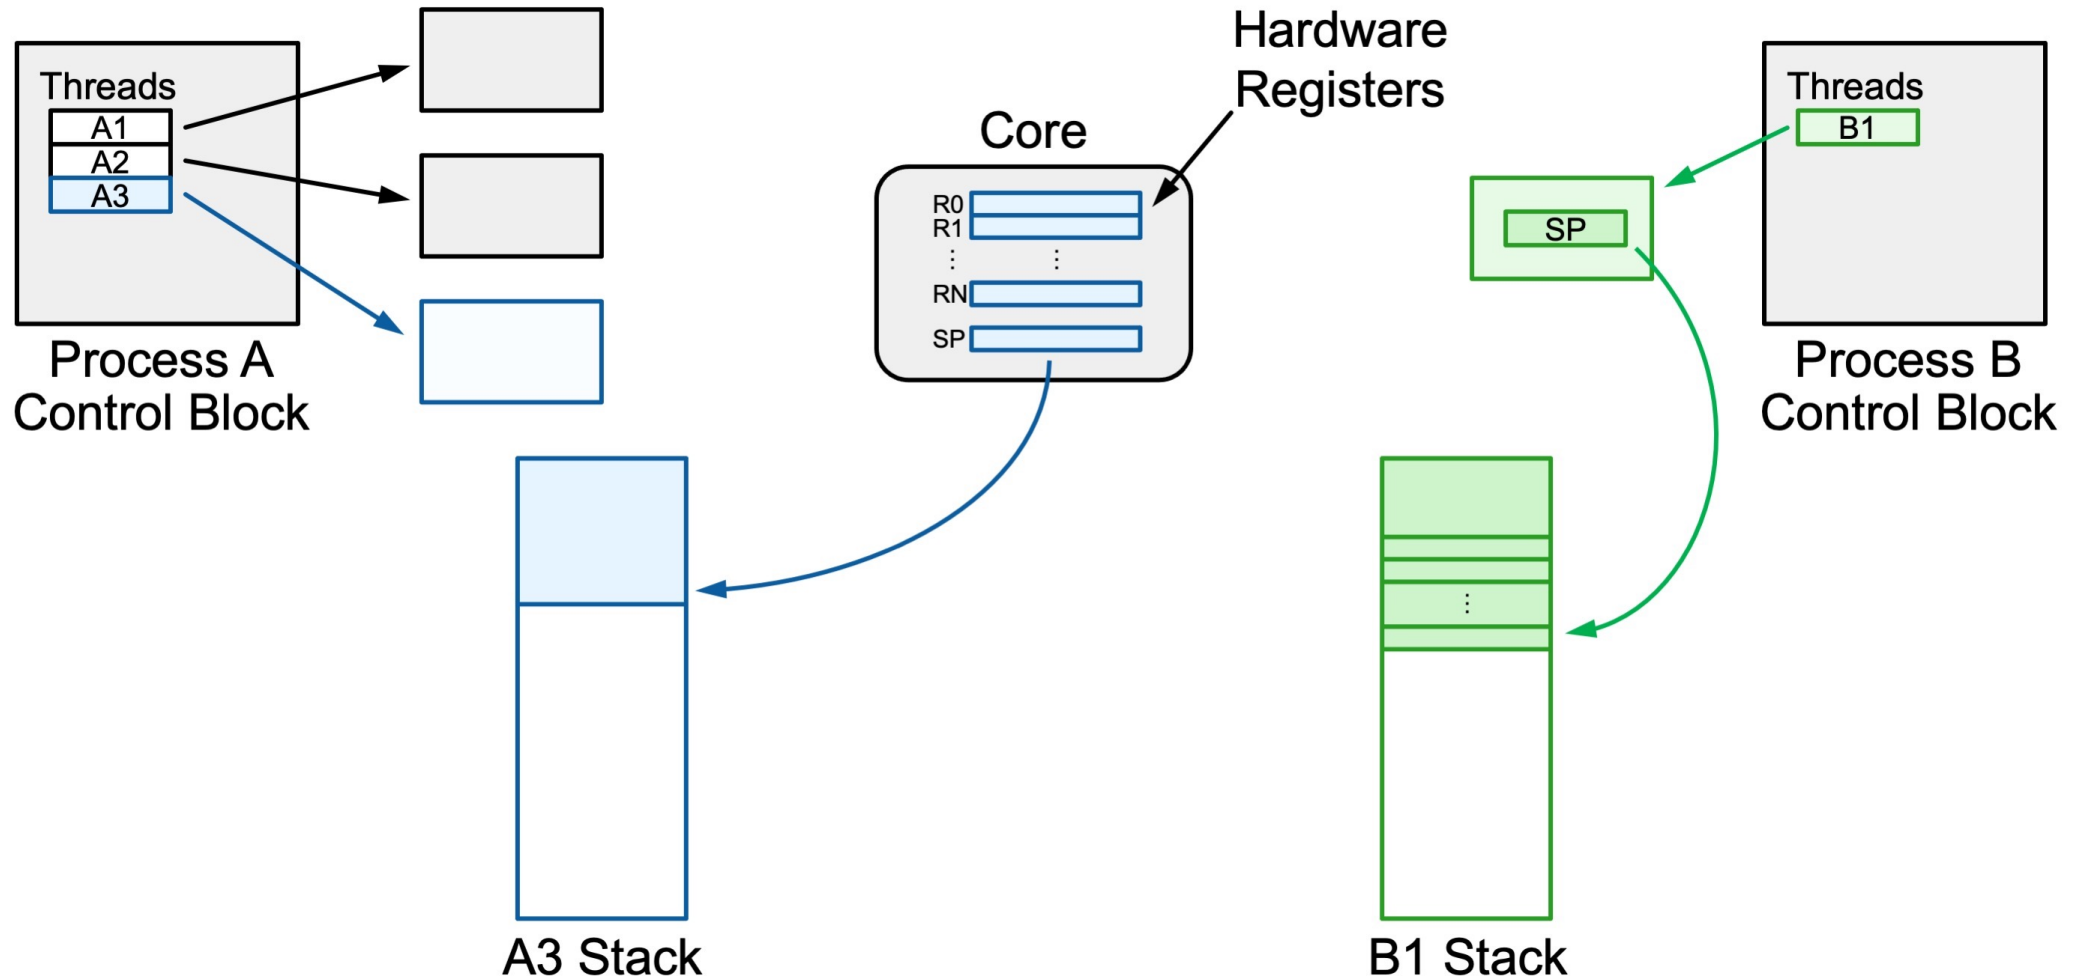 Threads
A1
A2
A3
Process A
Control Block
Core
Hardware
Registers
R0
R1
⋮
⋮
RN
SP
Threads
B1
SP
Process B
Control Block
⋮
A3 Stack
B1 Stack